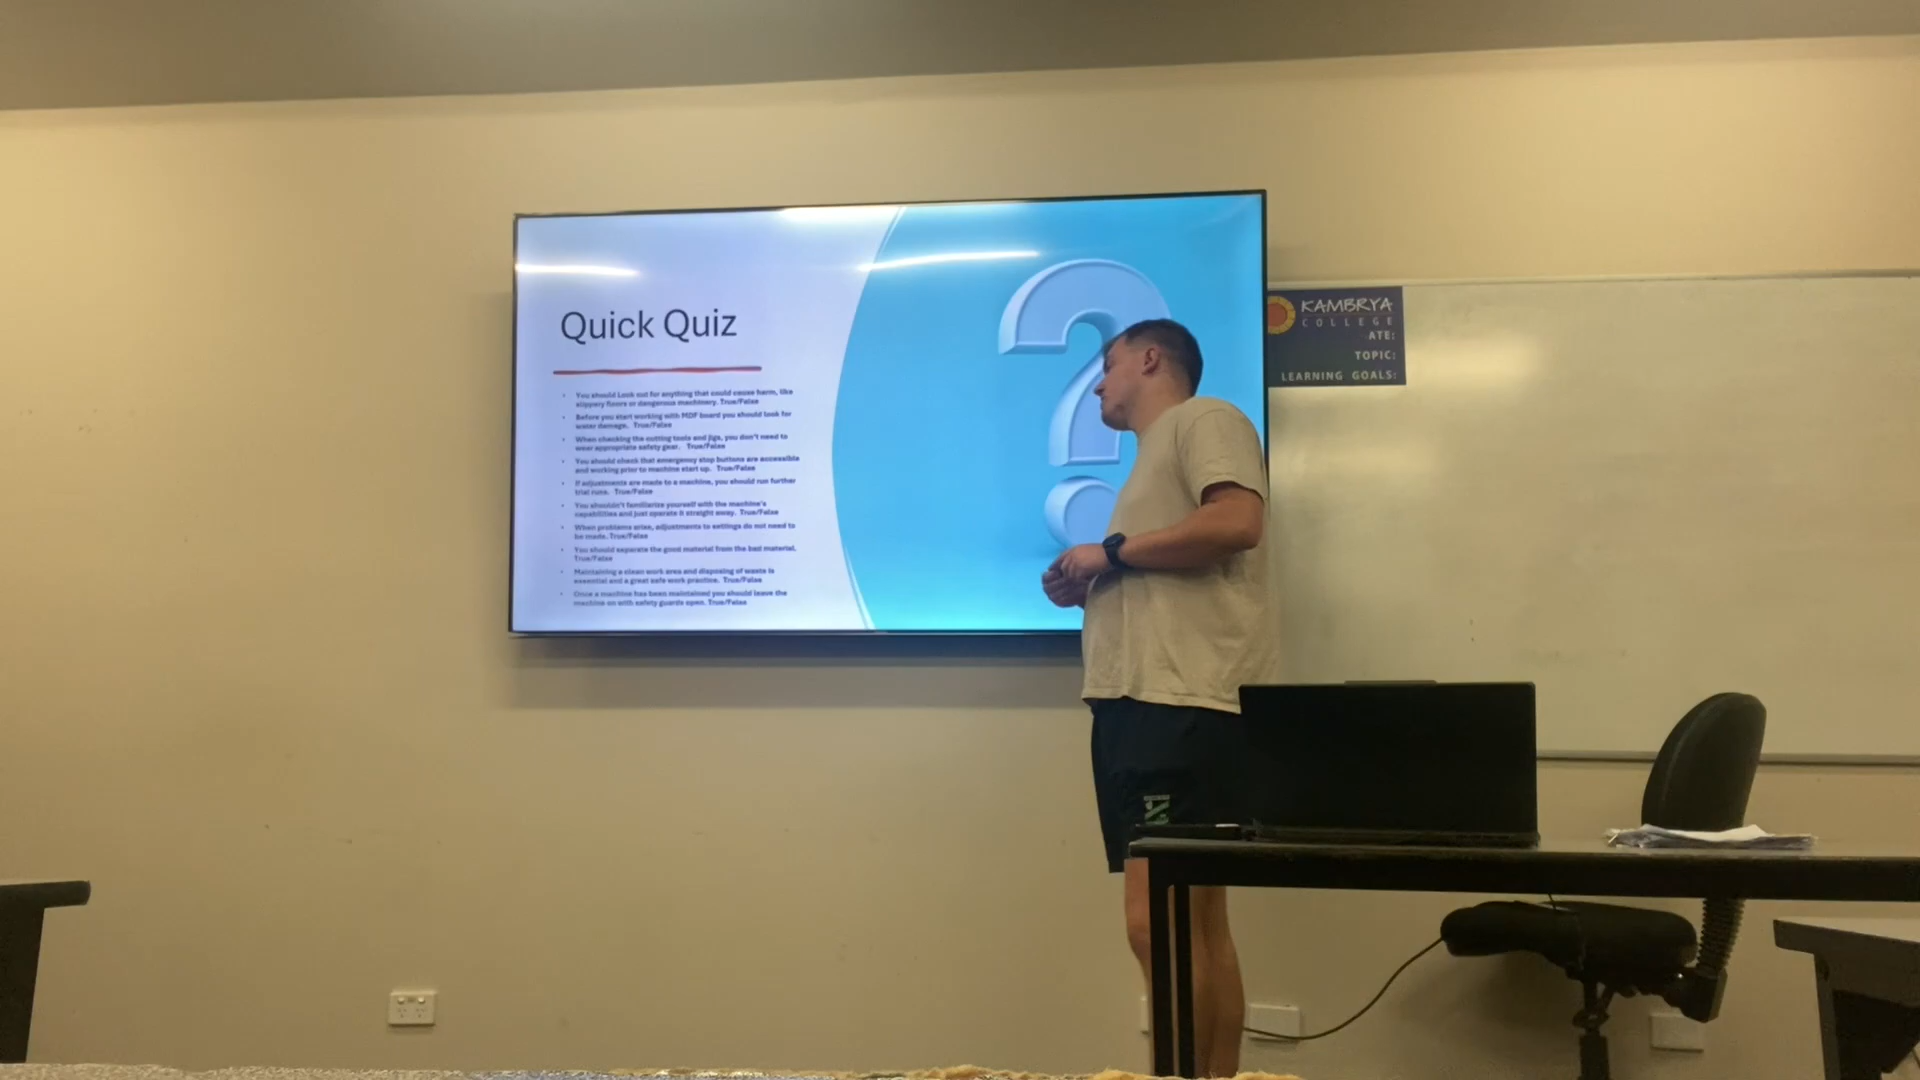 Quick Quiz
You should Look out for anything that could cause harm, like
slippery floors or dangerous machinery. True/False
Before you start working with MDF board you should look for
water damage. True/False
When checking the cutting tools and jigs, you don't need to
wear appropriate safety gear. True/False
You should check that emergency stop buttons are accessible
and working prior to machine start up. True/False
If adjustments are made to a machine, you should run further
trial runs. True/False
You shouldn't familiarize yourself with the machine's
capabilities and just operate it straight away. True/False
When problems arise, adjustments to settings do not need to
be made. True/False
You should separate the good material from the bad material.
True/False
Maintaining a clean work area and disposing of waste is
essential and a great safe work practice. True/False
Once a machine has been maintained you should leave the
machine on with safety guards open. True/False
KAMBRYA
COLLEGE
ATE:
TOPIC:
LEARNING GOALS: